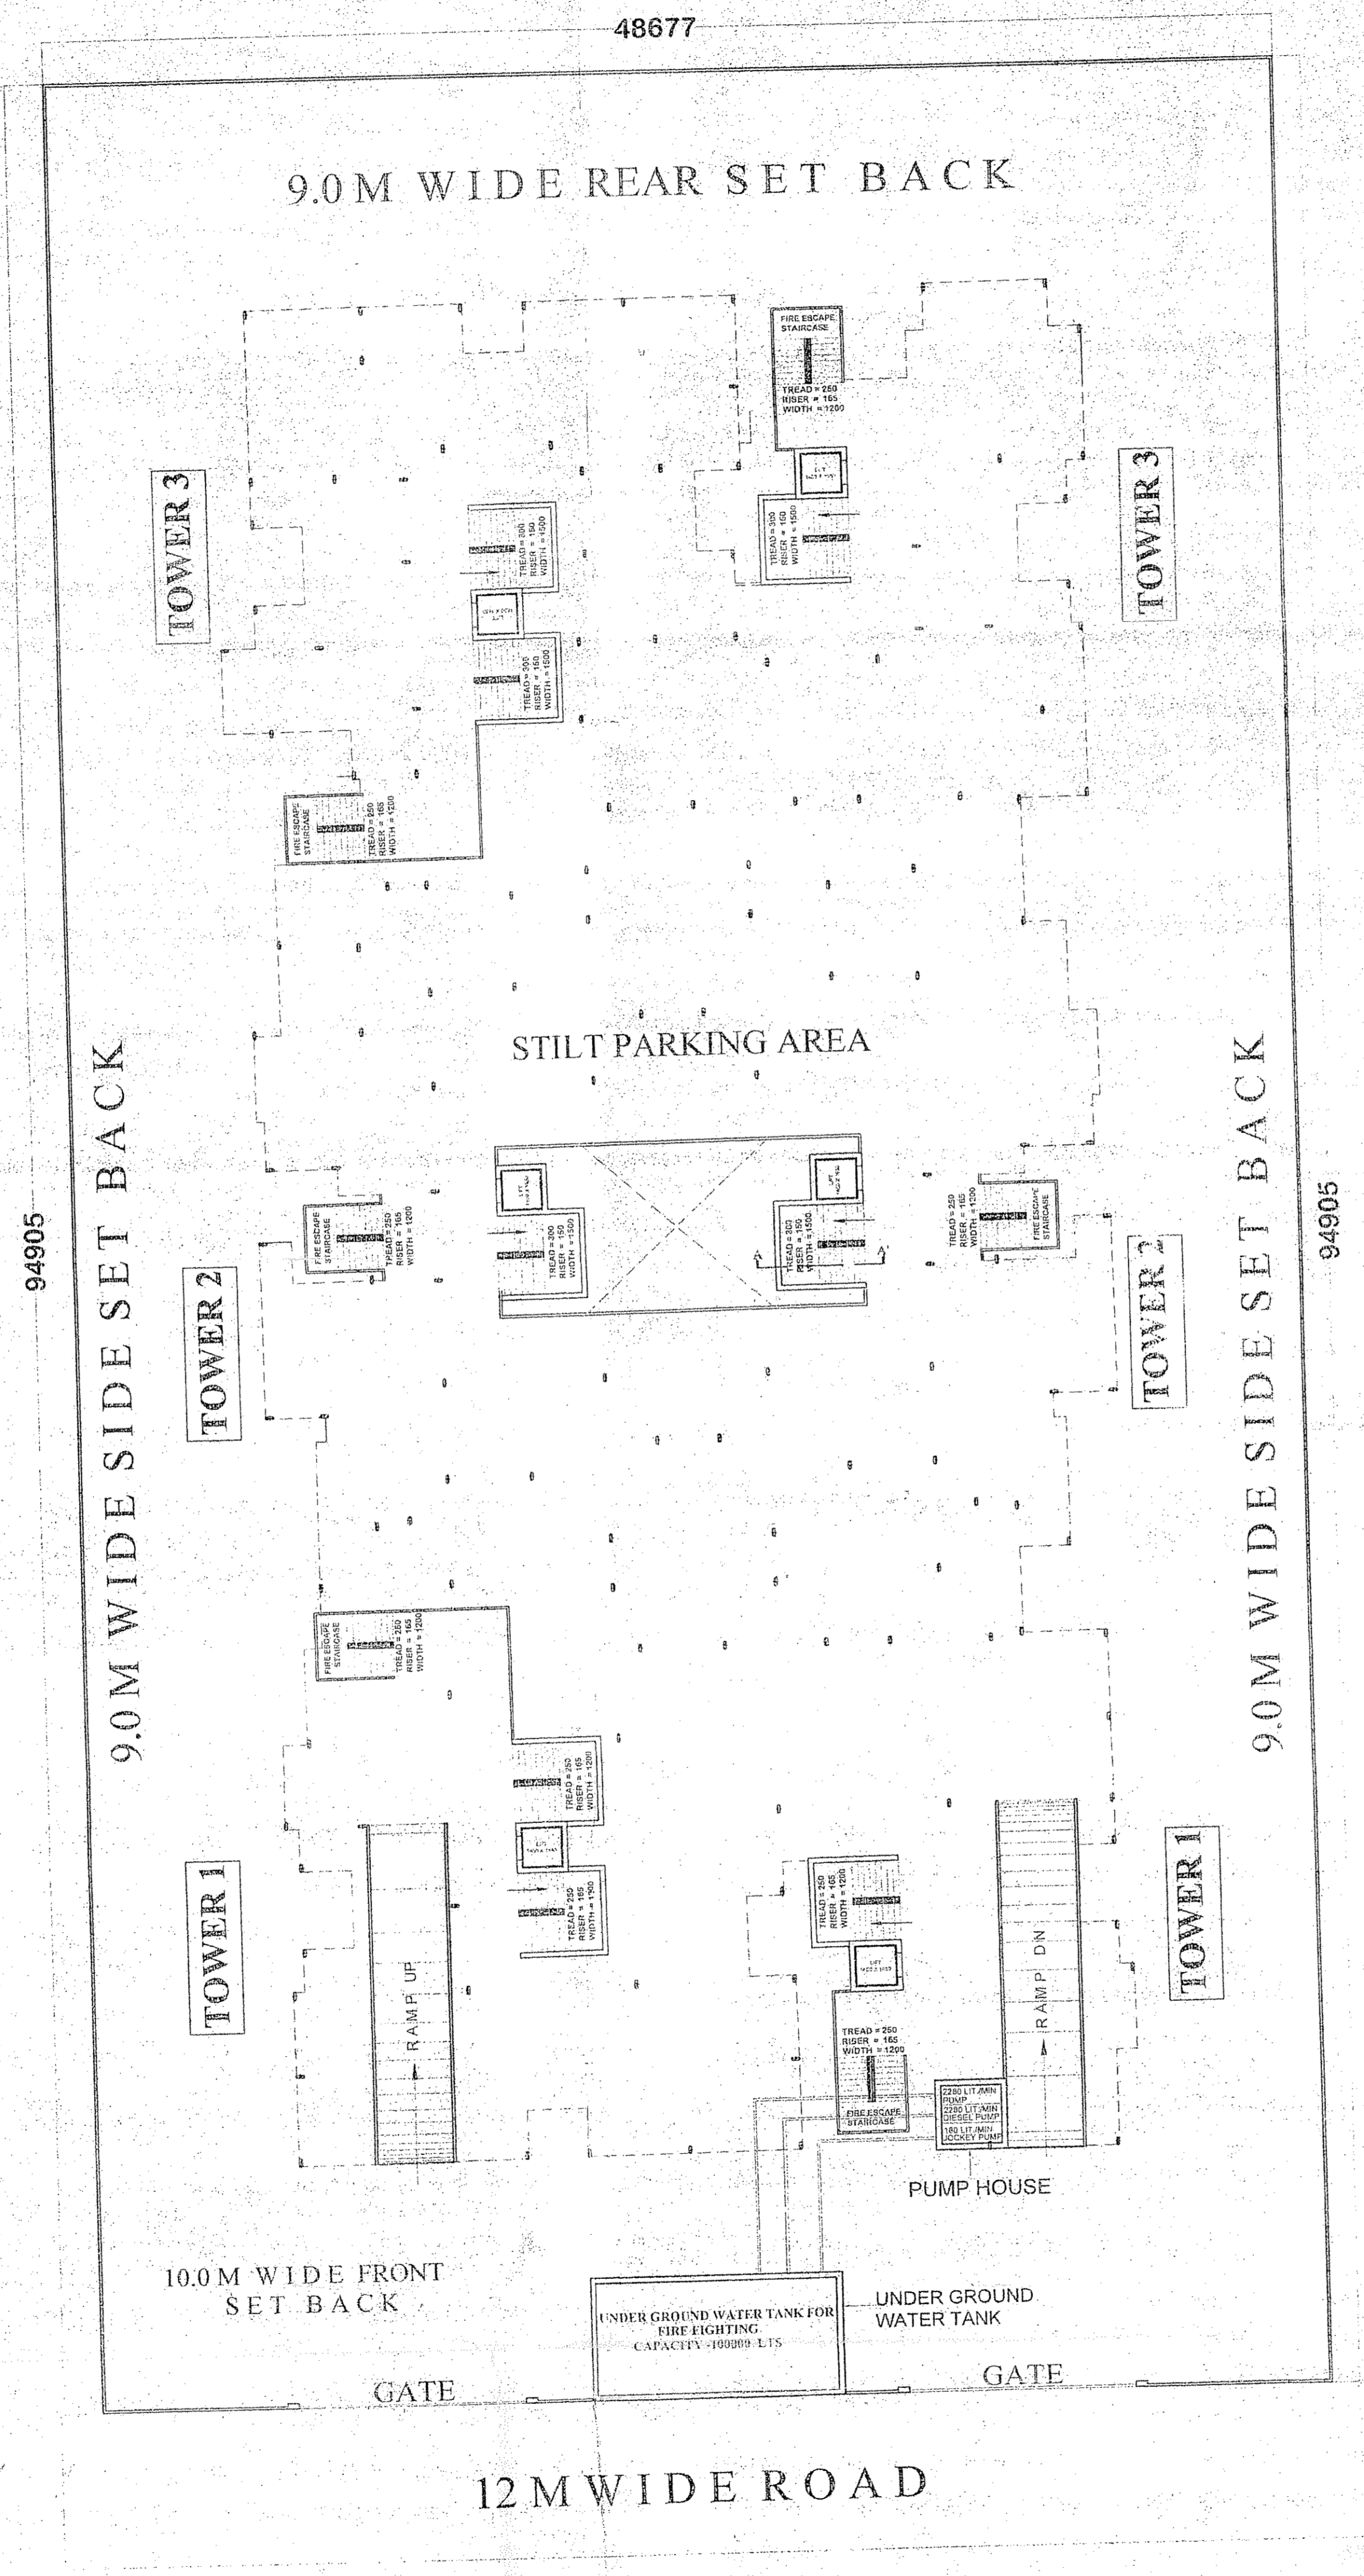 48677
9.0 M WIDE REAR SET BACK
FIRE ESCAPE
STAIRCASE
TREAD = 250
RISER = 165
WIDTH = 1200
TOWER 3
TOWER 3
LIFT
TREAD = 300
RISER = 150
WIDTH = 1500
TREAD = 300
RISER = 150
WIDTH = 1500
LIFT
TREAD = 300
RISER = 150
WIDTH = 1500
FIRE ESCAPE
STAIRCASE
TREAD = 250
RISER = 165
WIDTH = 1200
STILT PARKING AREA
9.0 M WIDE SIDE SET BACK
9.0 M WIDE SIDE SET BACK
94905
94905
LIFT
LIFT
FIRE ESCAPE
STAIRCASE
TREAD = 250
RISER = 165
WIDTH = 1200
TREAD = 300
RISER = 150
WIDTH = 1500
TREAD = 300
RISER = 150
WIDTH = 1500
A
A
TREAD = 250
RISER = 165
WIDTH = 1200
FIRE ESCAPE
STAIRCASE
TOWER 2
TOWER 2
FIRE ESCAPE
STAIRCASE
TREAD = 250
RISER = 165
WIDTH = 1200
TREAD = 250
RISER = 165
WIDTH = 1200
LIFT
TREAD = 250
RISER = 165
TREAD = 250
RISER = 165
WIDTH = 1200
LIFT
TOWER 1
TOWER 1
RAMP UP
RAMP DN
TREAD = 250
RISER = 165
WIDTH = 1200
FIRE ESCAPE
STAIRCASE
2280 LIT./MIN
PUMP
2280 LIT./MIN
DIESEL PUMP
180 LIT./MIN
JOCKEY PUMP
PUMP HOUSE
10.0 M WIDE FRONT
SET BACK
UNDER GROUND WATER TANK FOR
FIRE FIGHTING
CAPACITY -100000 LTS
UNDER GROUND
WATER TANK
GATE
GATE
12 M WIDE ROAD